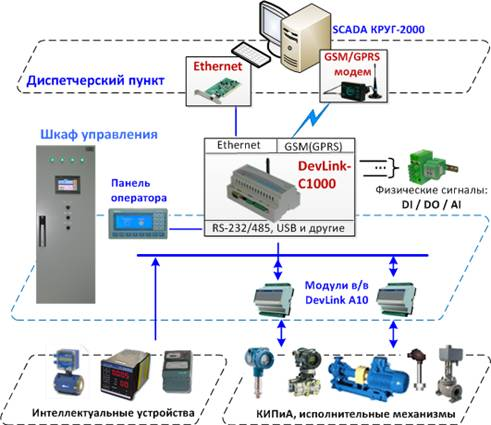 SCADA КРУГ-2000
Ethernet
GSM/GPRS
модем
Диспетчерский пункт
Шкаф управления
Ethernet
GSM(GPRS)
DevLink-
C1000
Панель
оператора
Физические сигналы:
DI / DO / AI
RS-232/485, USB и другие
Модули в/в
DevLink A10
Интеллектуальные устройства
КИПиА, исполнительные механизмы